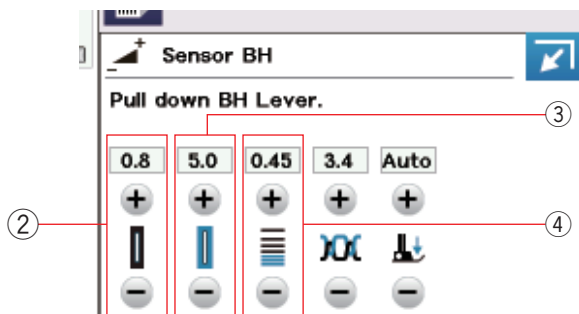 Sensor BH
Pull down BH Lever.
③
0.8 5.0 0.45 3.4 Auto
②
④